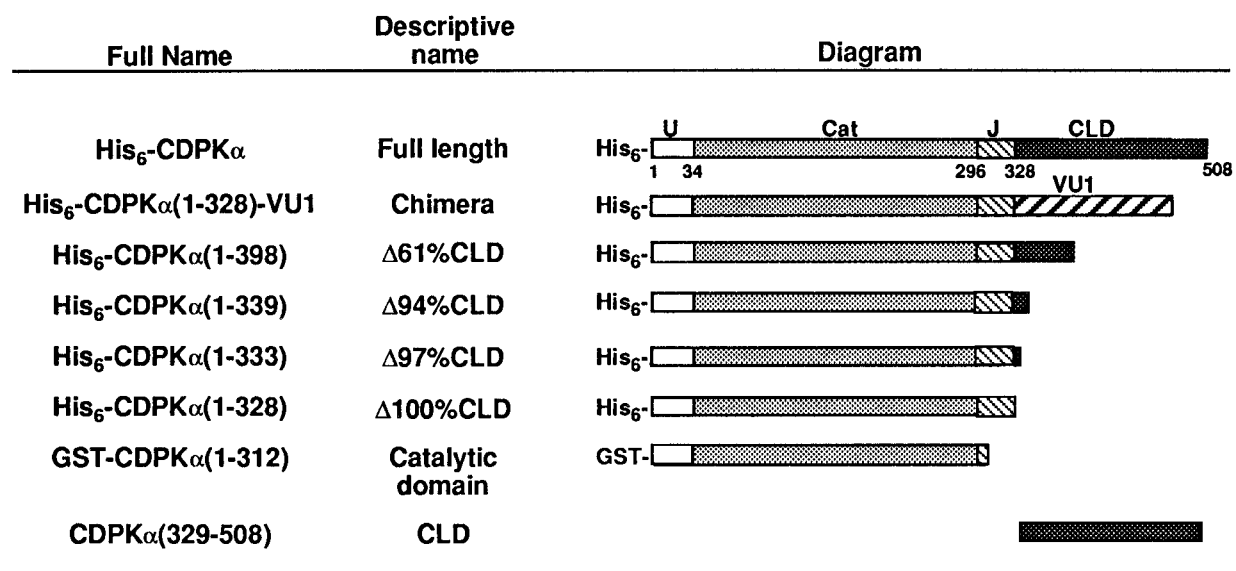 Full Name Descriptive name Diagram
U Cat J CLD
His6-CDPKα Full length His6-
1 34 296 328 508
VU1
His6-CDPKα(1-328)-VU1 Chimera His6-
His6-CDPKα(1-398) Δ61%CLD His6-
His6-CDPKα(1-339) Δ94%CLD His6-
His6-CDPKα(1-333) Δ97%CLD His6-
His6-CDPKα(1-328) Δ100%CLD His6-
GST-CDPKα(1-312) Catalytic domain GST-
CDPKα(329-508) CLD